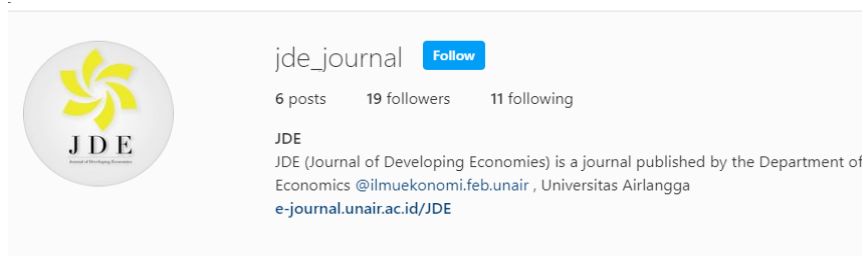 jde_journal Follow
6 posts 19 followers 11 following
JDE
JDE (Journal of Developing Economies) is a journal published by the Department of
Economics @ilmuekonomi.feb.unair , Universitas Airlangga
e-journal.unair.ac.id/JDE
J D E
Journal of Developing Economics